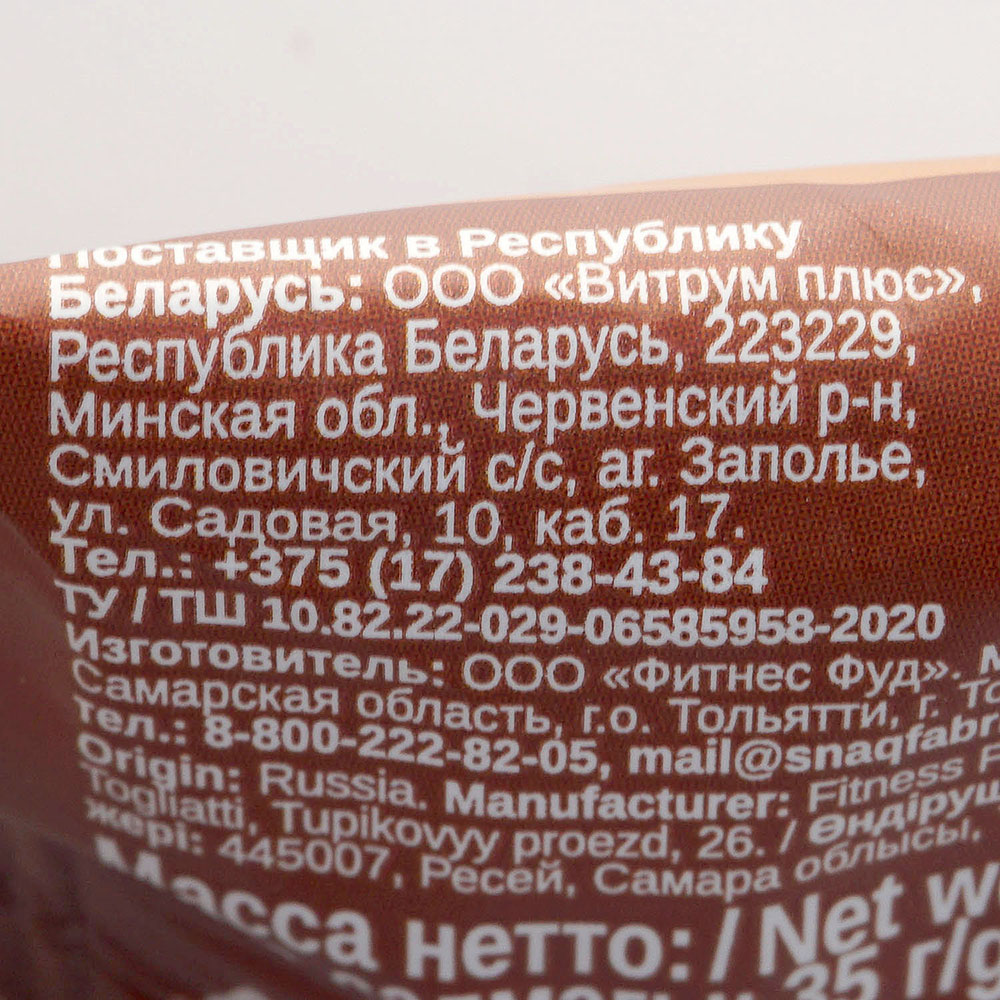 Поставщик в Республику
Беларусь: ООО «Витрум плюс»,
Республика Беларусь, 223229,
Минская обл., Червенский р-н,
Смиловичский с/с, аг. Заполье,
ул. Садовая, 10, каб. 17.
Тел.: +375 (17) 238-43-84
ТУ / ТШ 10.82.22-029-06585958-2020
Изготовитель: ООО «Фитнес Фуд».
Самарская область, г.о. Тольятти, г.
тел.: 8-800-222-82-05, mail@snaqfabr
Origin: Russia. Manufacturer: Fitness F
Togliatti, Tupikovyy proezd, 26. / Өндіруш
жері: 445007, Ресей, Самара облысы,
Масса нетто: / Net w
35 г/g